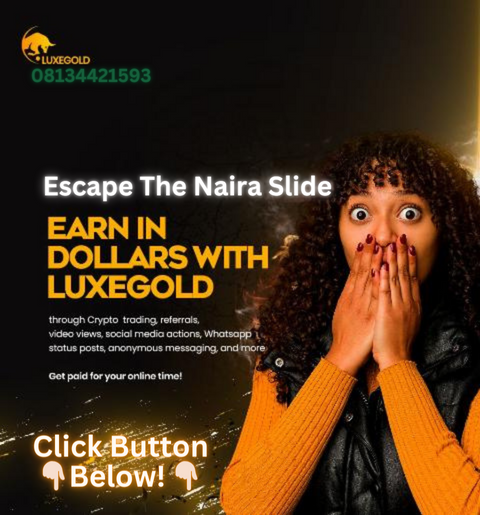 LUXEGOLD
08134421593
Escape The Naira Slide
EARN IN
DOLLARS WITH
LUXEGOLD
through Crypto trading, referrals,
video views, social media actions, Whatsapp
status posts, anonymous messaging, and more
Get paid for your online time!
Click Button
👇Below!👇